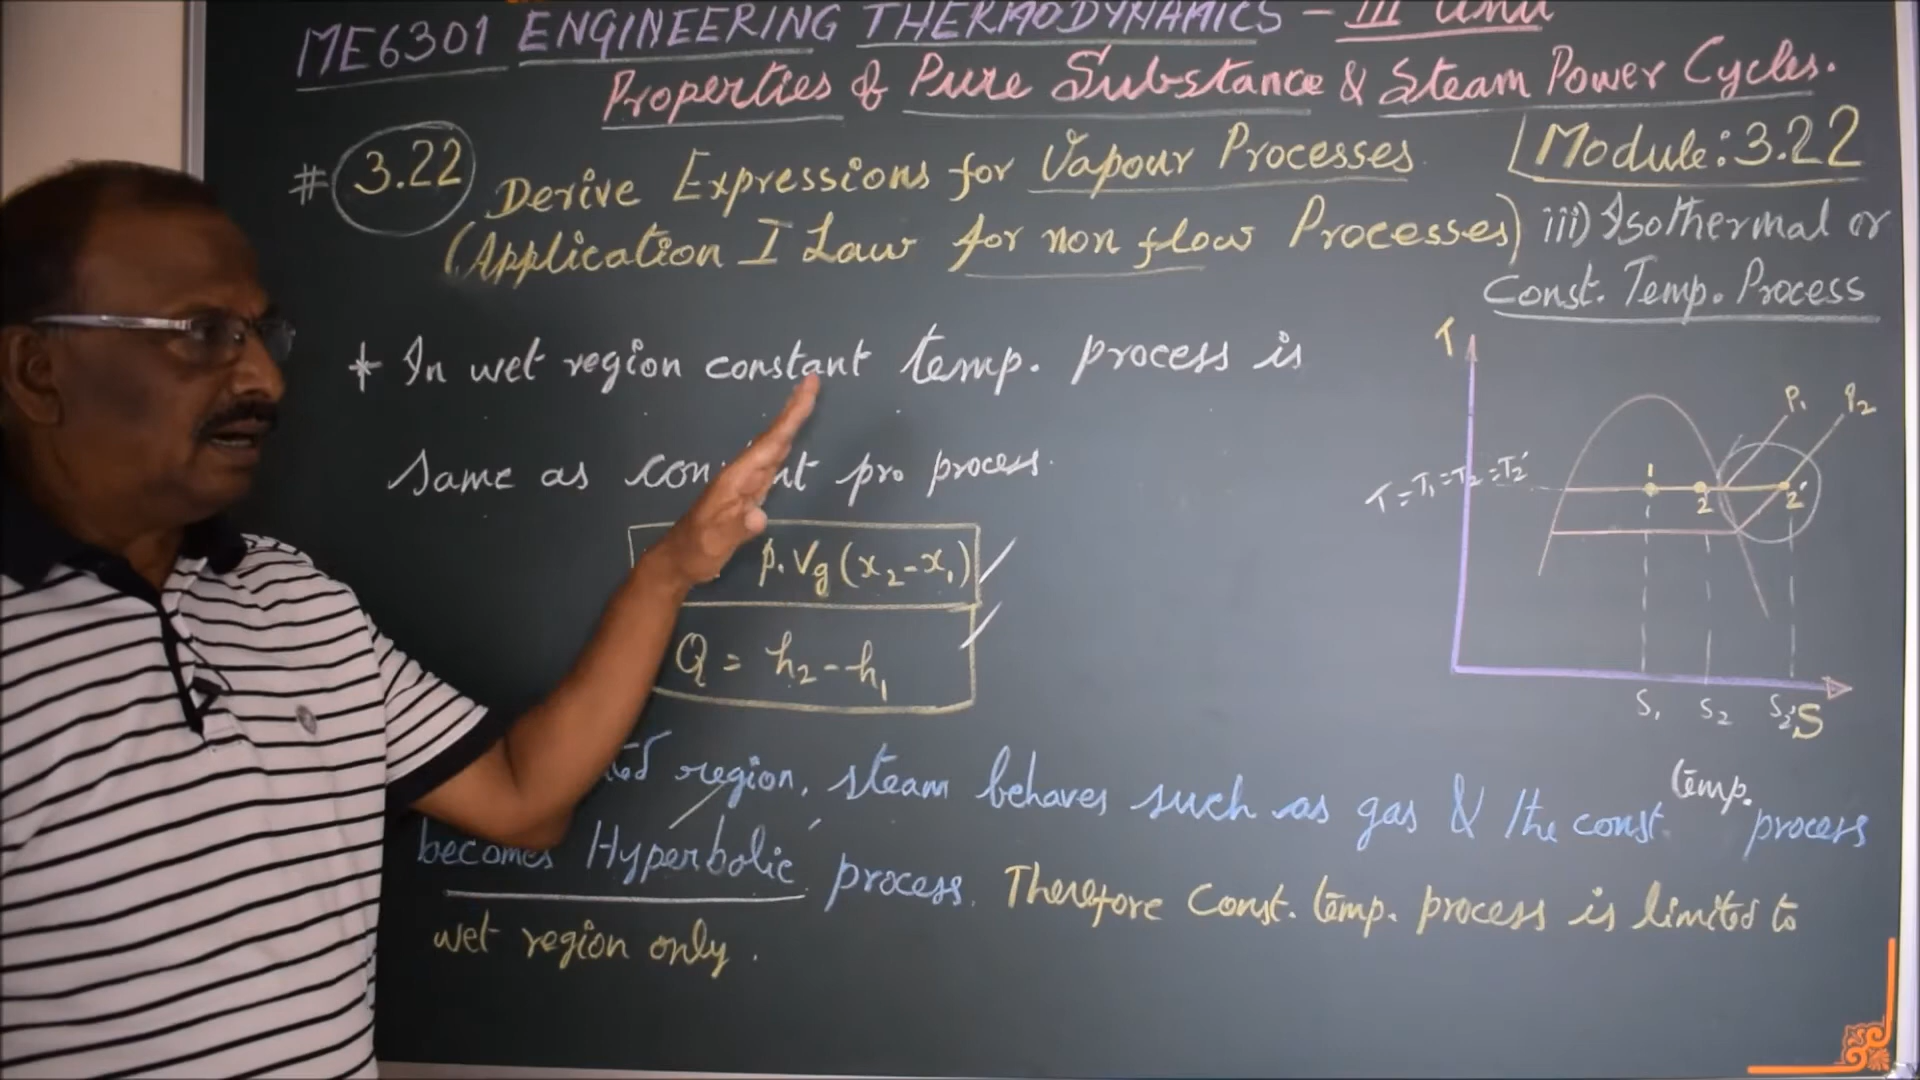 ME6301 ENGINEERING THERMODYNAMICS - III Unit
Properties of Pure Substance & Steam Power Cycles.
# 3.22 Derive Expressions for Vapour Processes
(Application I Law for non flow Processes)
Module: 3.22
iii) Isothermal or
Const. Temp. Process
* In wet region constant temp. process is
same as con nt pro process.
p. Vg (x2-x1)
Q = h2-h1
T
P1 P2
T = T1 = T2 = T2'
1 2 2'
S1 S2 S2' S
ted region, steam behaves such as gas & the const temp. process
becomes Hyperbolic process. Therefore Const. temp. process is limited to
wet region only.